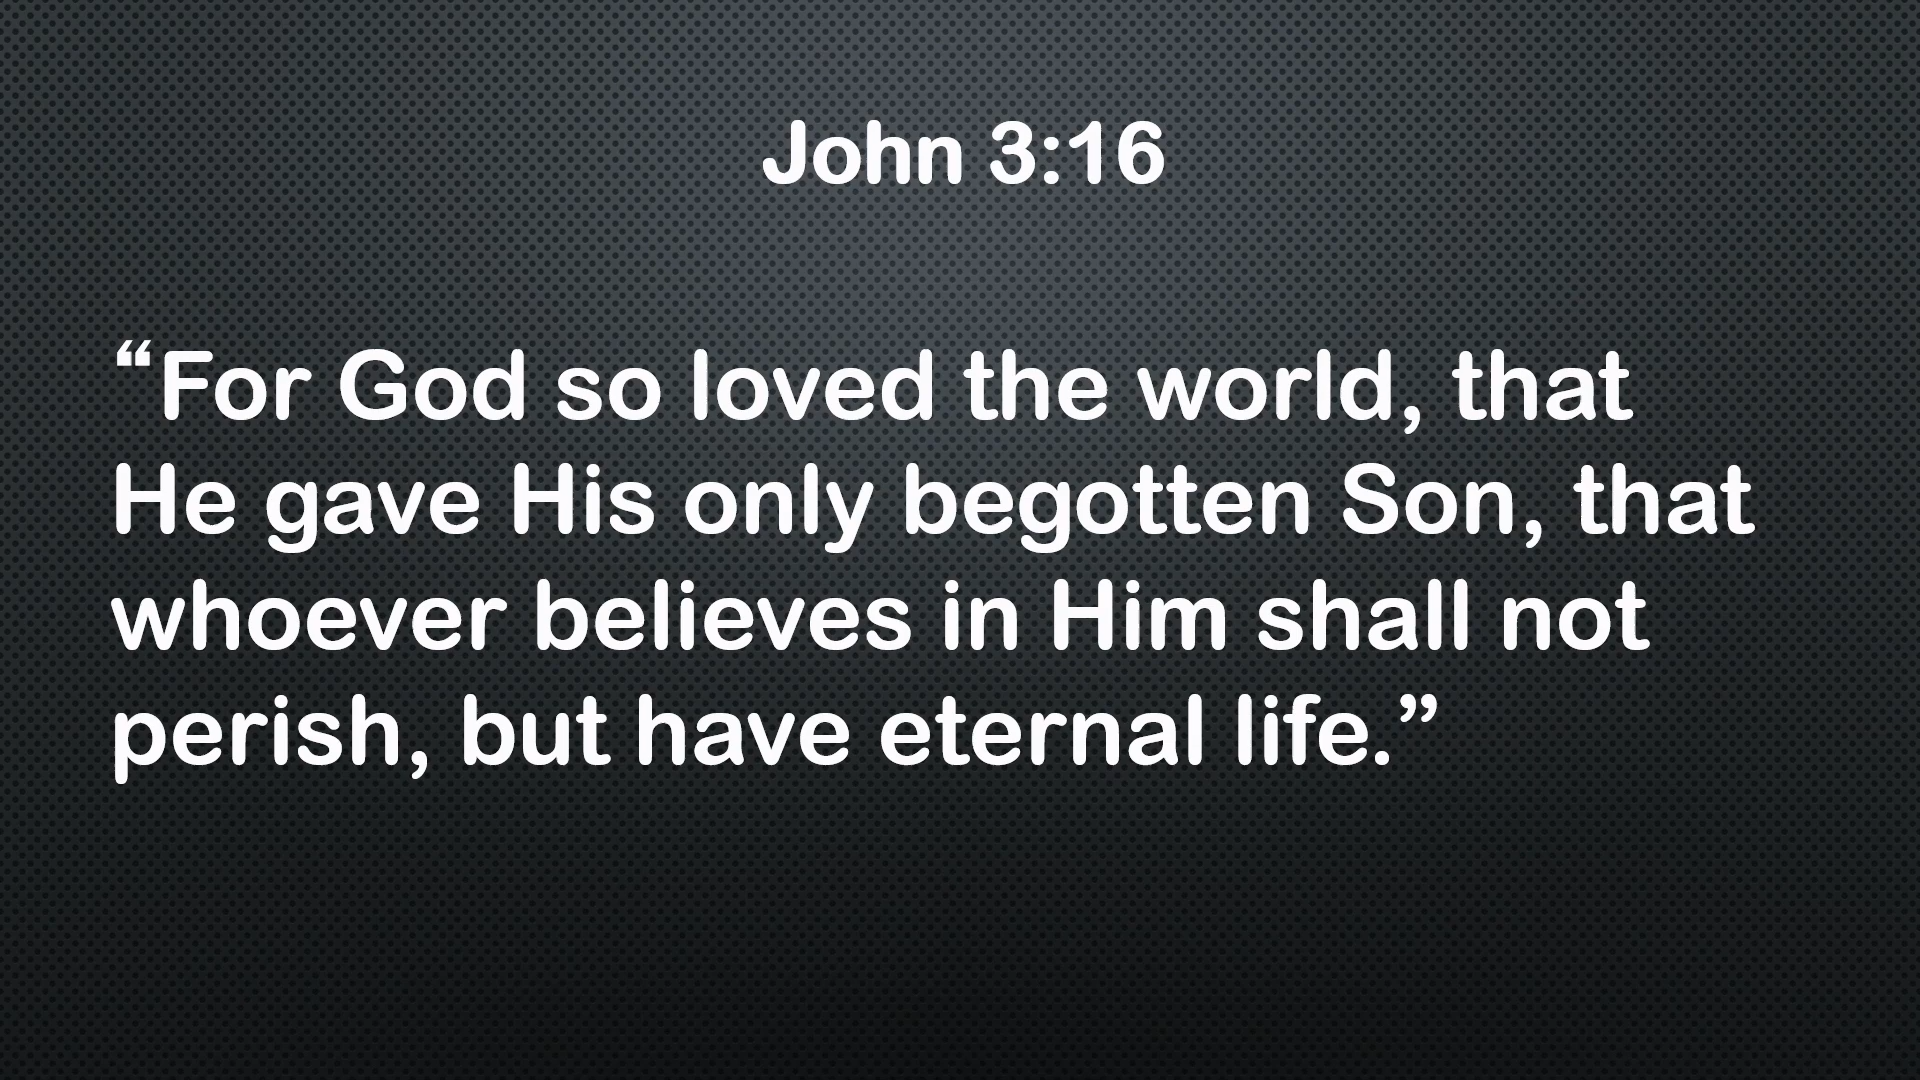 John 3:16
❝For God so loved the world, that
He gave His only begotten Son, that
whoever believes in Him shall not
perish, but have eternal life.”